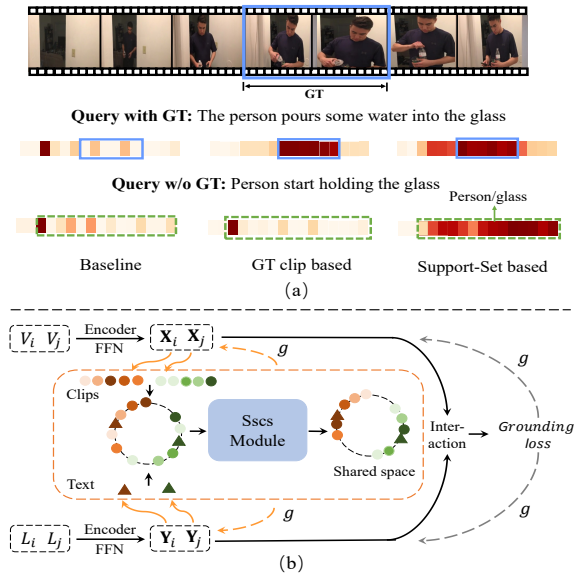 GT
Query with GT: The person pours some water into the glass
Query w/o GT: Person start holding the glass
Person/glass
Baseline
GT clip based
Support-Set based
(a)
V_i V_j
Encoder
FFN
X_i X_j
g
g
Clips
Sscs
Module
Inter-
action
Grounding
loss
Shared space
Text
g
g
L_i L_j
Encoder
FFN
Y_i Y_j
(b)